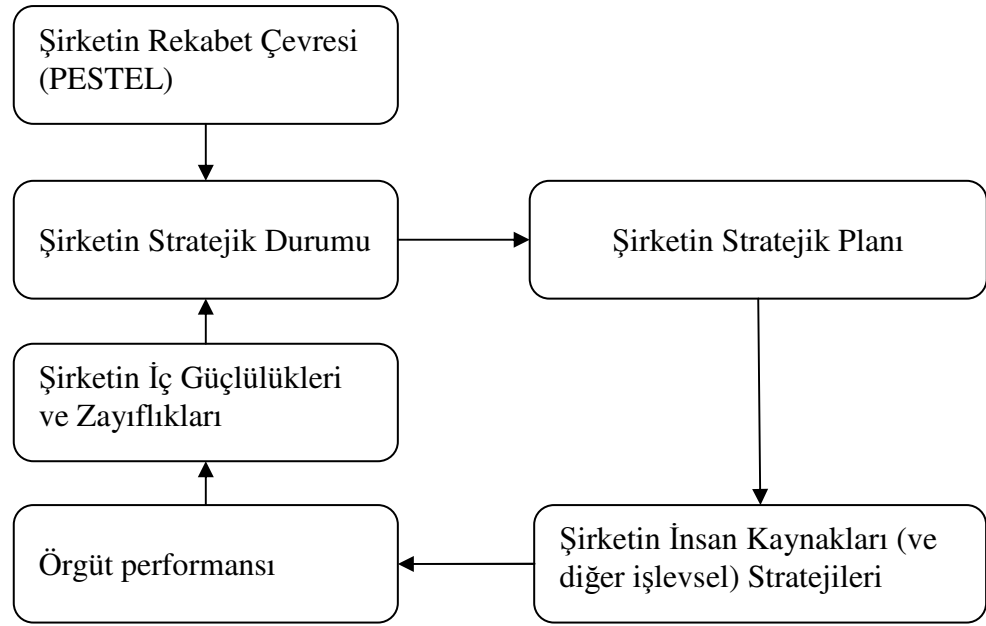 Şirketin Rekabet Çevresi
(PESTEL)
Şirketin Stratejik Durumu
Şirketin Stratejik Planı
Şirketin İç Güçlülükleri
ve Zayıflıkları
Örgüt performansı
Şirketin İnsan Kaynakları (ve
diğer işlevsel) Stratejileri